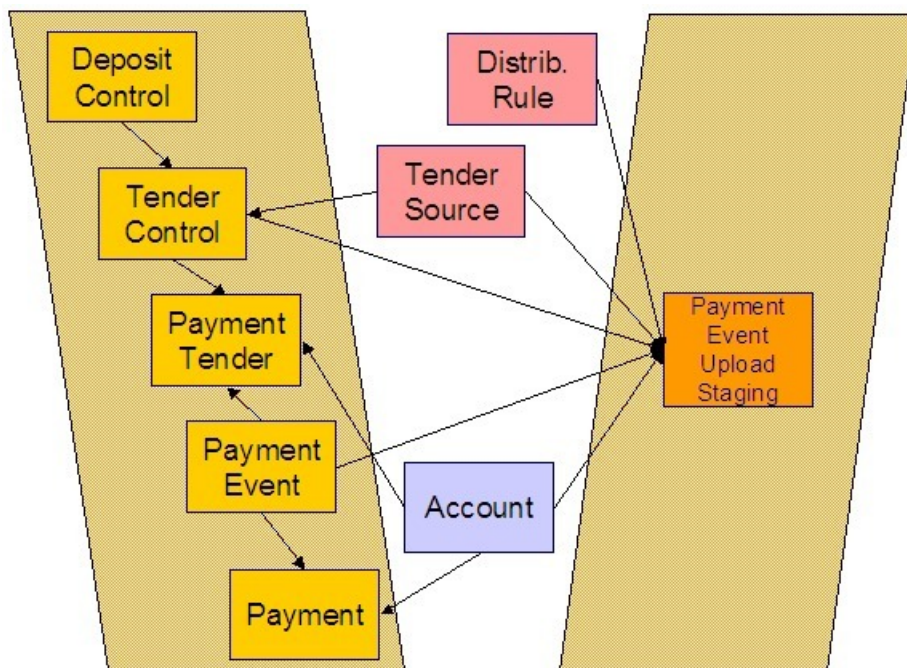 Deposit
Control
Distrib.
Rule
Tender
Control
Tender
Source
Payment
Tender
Payment
Event
Upload
Staging
Payment
Event
Account
Payment